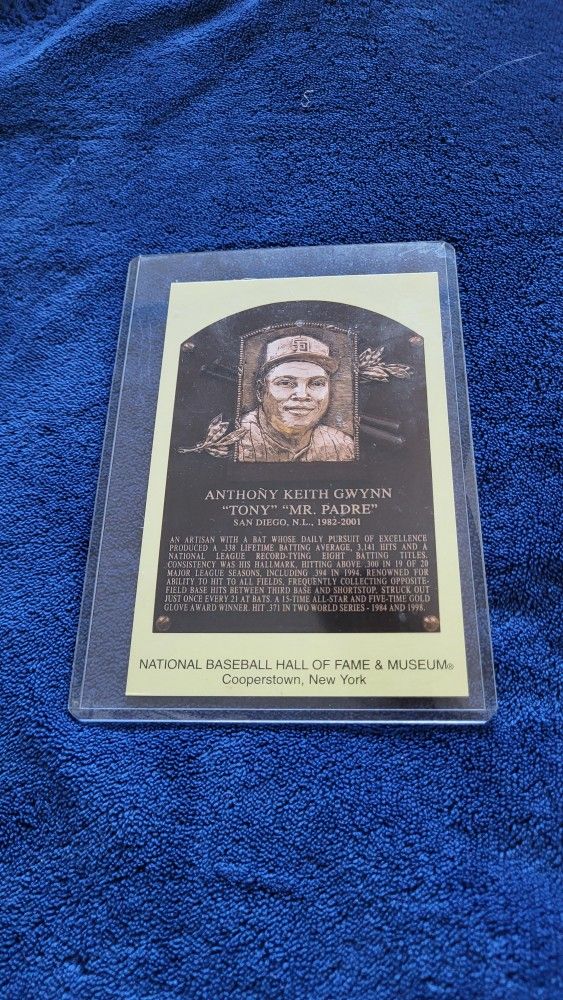 SD
ANTHONY KEITH GWYNN
"TONY" "MR. PADRE"
SAN DIEGO, N.L., 1982-2001
AN ARTISAN WITH A BAT WHOSE DAILY PURSUIT OF EXCELLENCE
PRODUCED A .338 LIFETIME BATTING AVERAGE, 3,141 HITS AND A
NATIONAL LEAGUE RECORD-TYING EIGHT BATTING TITLES.
CONSISTENCY WAS HIS HALLMARK, HITTING ABOVE .300 IN 19 OF 20
MAJOR LEAGUE SEASONS, INCLUDING .394 IN 1994. RENOWNED FOR
ABILITY TO HIT TO ALL FIELDS, FREQUENTLY COLLECTING OPPOSITE-
FIELD BASE HITS BETWEEN THIRD BASE AND SHORTSTOP. STRUCK OUT
JUST ONCE EVERY 21 AT BATS. A 15-TIME ALL-STAR AND FIVE-TIME GOLD
GLOVE AWARD WINNER. HIT .371 IN TWO WORLD SERIES - 1984 AND 1998.
NATIONAL BASEBALL HALL OF FAME & MUSEUM®
Cooperstown, New York